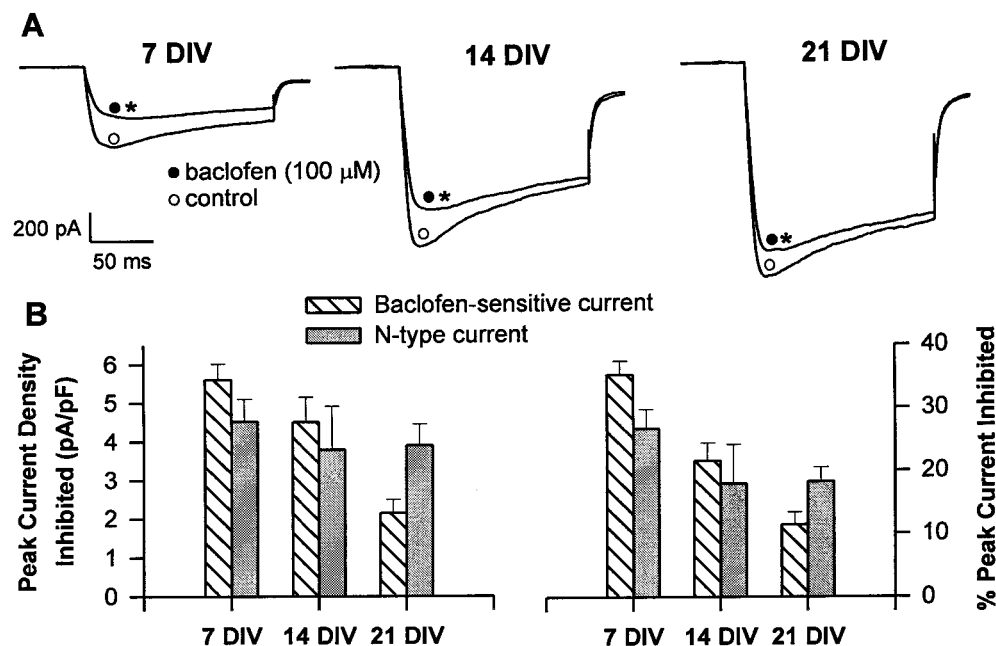 A
7 DIV
14 DIV
21 DIV
● *
○
● baclofen (100 µM)
○ control
● *
○
● *
○
200 pA
50 ms
B
Baclofen-sensitive current
N-type current
Peak Current Density
Inhibited (pA/pF)
6
5
4
3
2
1
0
7 DIV 14 DIV 21 DIV
7 DIV 14 DIV 21 DIV
40
30
20
10
0
% Peak Current Inhibited